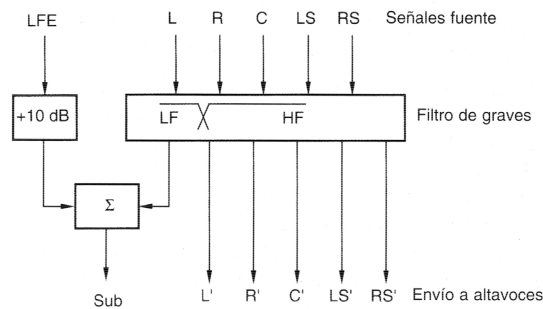 LFE L R C LS RS Señales fuente
+10 dB LF HF Filtro de graves
Σ
Sub L' R' C' LS' RS' Envío a altavoces